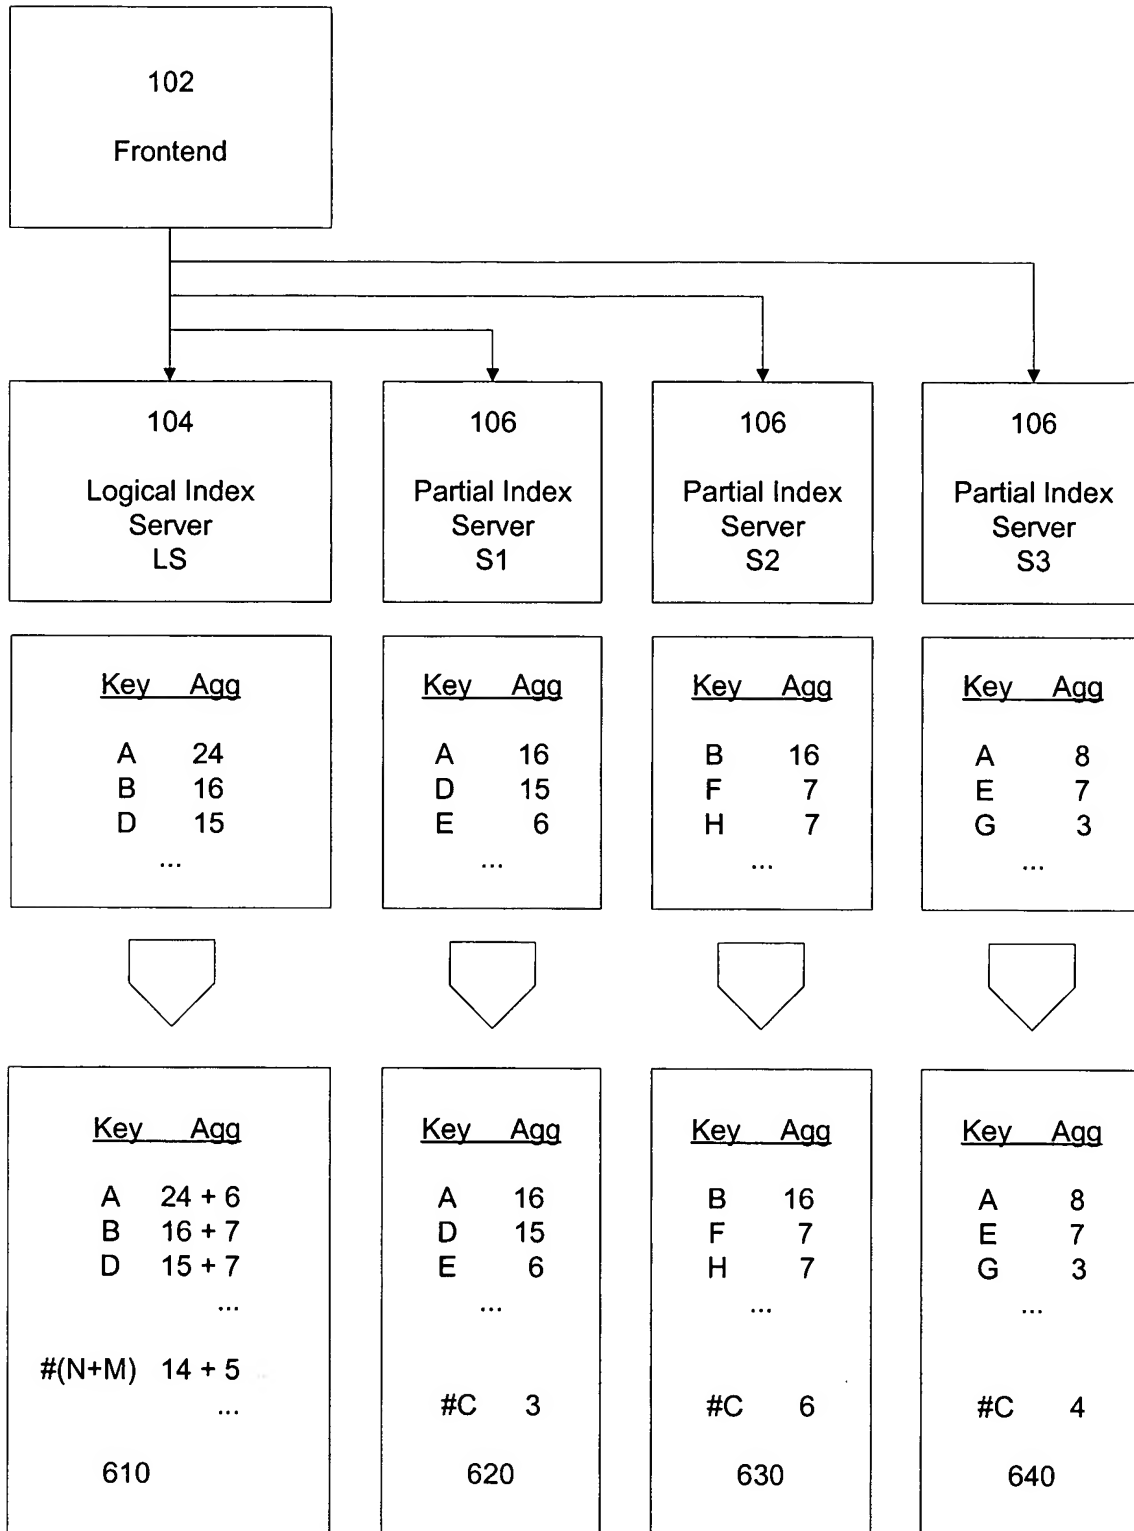 102
Frontend
104
Logical Index
Server
LS
106
Partial Index
Server
S1
106
Partial Index
Server
S2
106
Partial Index
Server
S3
Key Agg
A 24
B 16
D 15
...
Key Agg
A 16
D 15
E 6
...
Key Agg
B 16
F 7
H 7
...
Key Agg
A 8
E 7
G 3
...
Key Agg
A 24 + 6
B 16 + 7
D 15 + 7
...
#(N+M) 14 + 5
...
610
Key Agg
A 16
D 15
E 6
...
#C 3
620
Key Agg
B 16
F 7
H 7
...
#C 6
630
Key Agg
A 8
E 7
G 3
...
#C 4
640